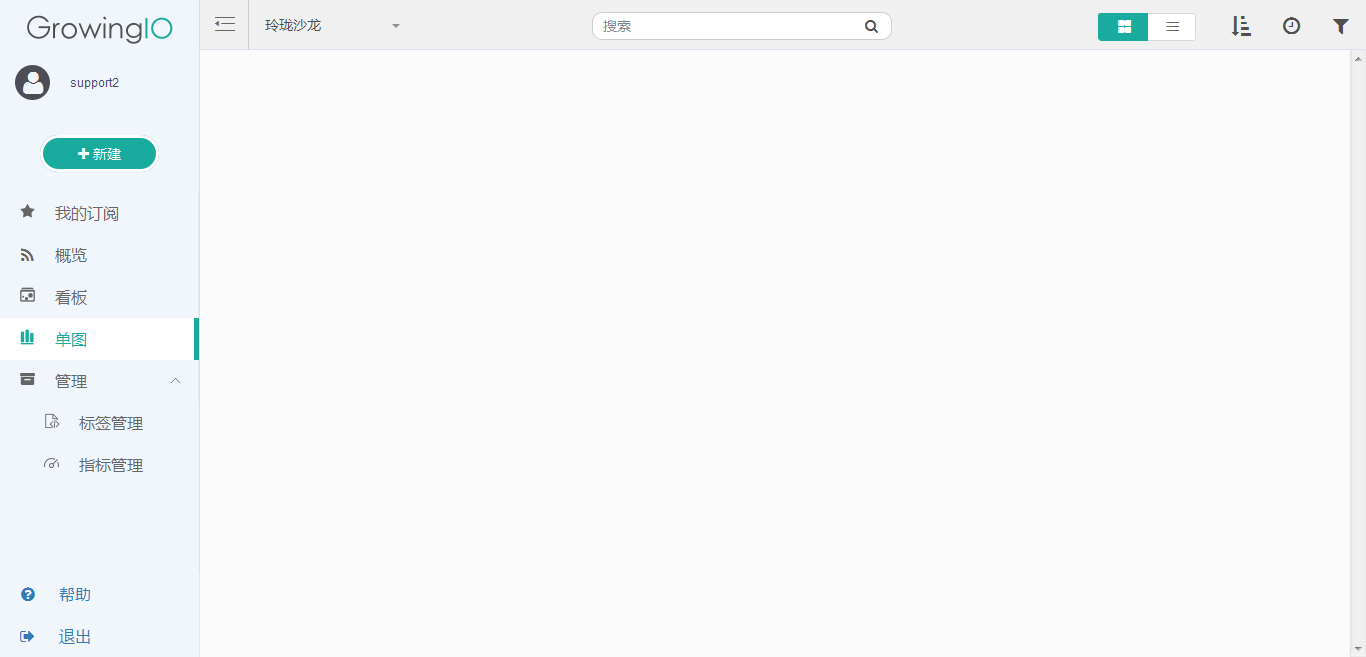 GrowingIO
玲珑沙龙
搜索
support2
新建
我的订阅
概览
看板
单图
管理
标签管理
指标管理
帮助
退出